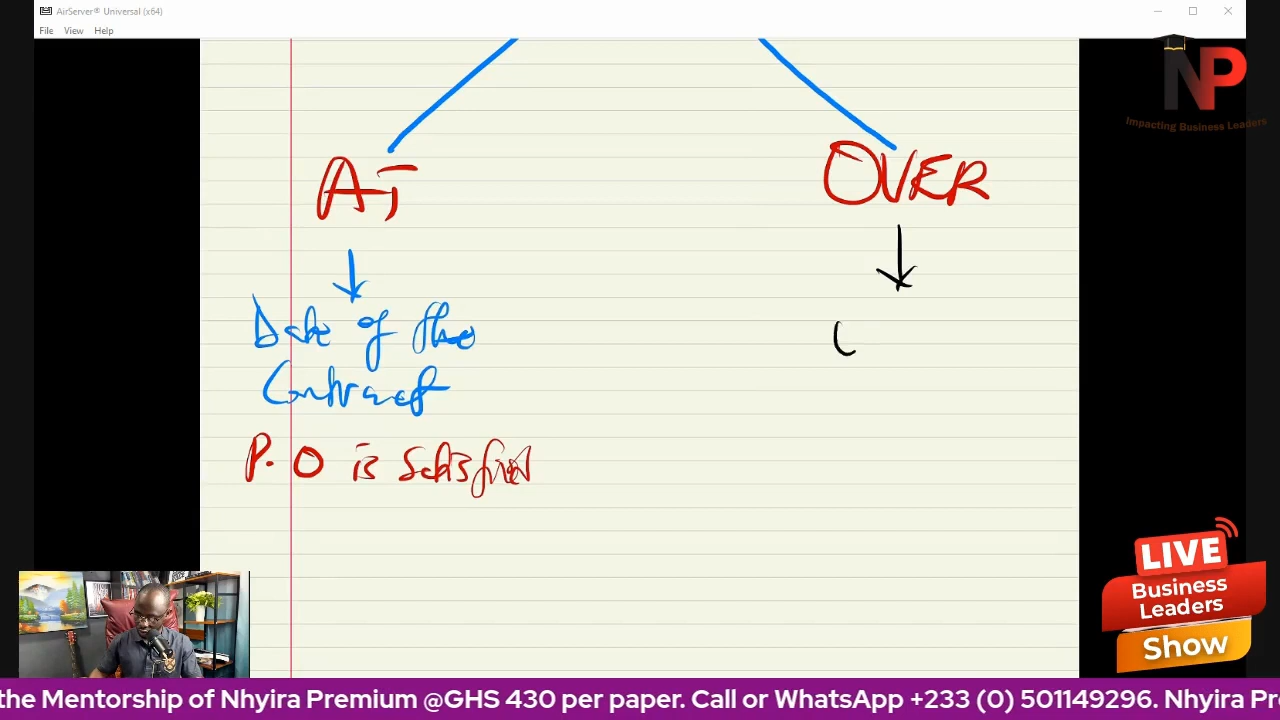 AirServer® Universal (x64)
File View Help
NP
Impacting Business Leaders
AT
OVER
Date of the
Contract
P.O is satisfied
LIVE
Business
Leaders
Show
the Mentorship of Nhyira Premium @GHS 430 per paper. Call or WhatsApp +233 (0) 501149296. Nhyira Pr